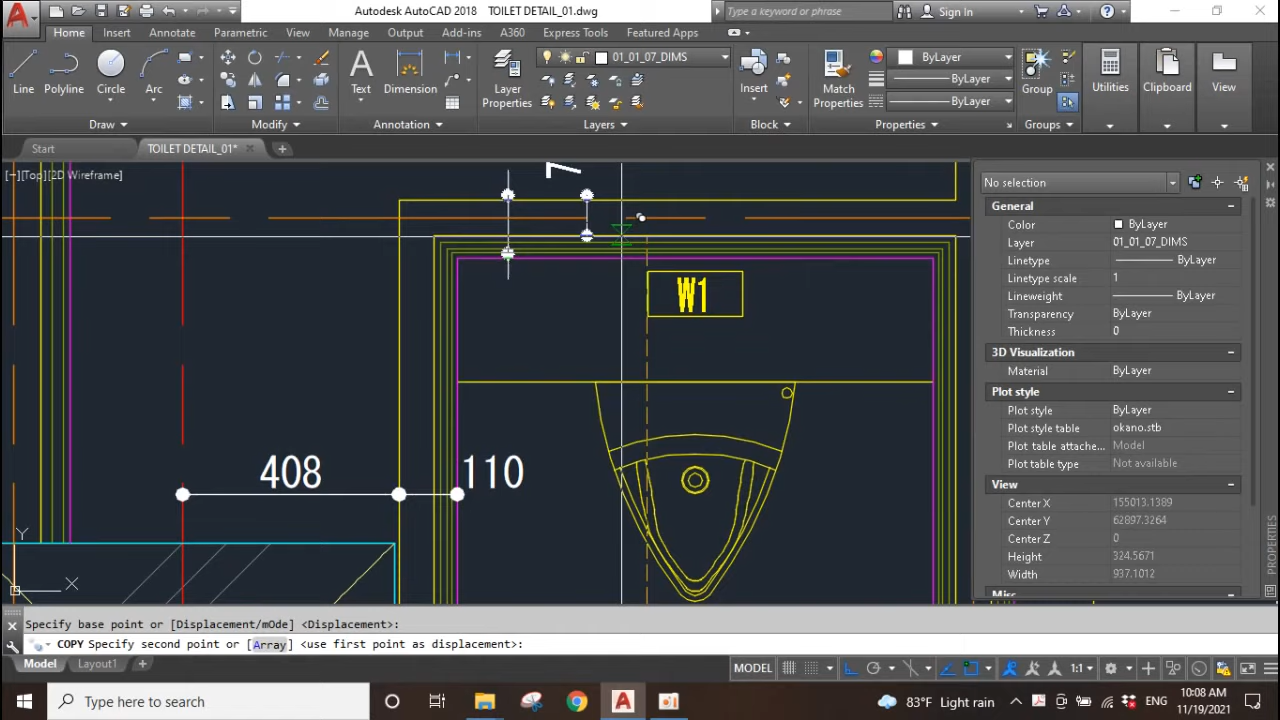 Autodesk AutoCAD 2018 TOILET DETAIL_01.dwg
Type a keyword or phrase
Sign In
Home Insert Annotate Parametric View Manage Output Add-ins A360 Express Tools Featured Apps
01_01_07_DIMS
ByLayer
ByLayer
ByLayer
Line Polyline Circle Arc
Text Dimension
Layer Properties
Insert
Match Properties
Group
Utilities
Clipboard
View
Draw Modify Annotation Layers Block Properties Groups
Start TOILET DETAIL_01*
[−][Top][2D Wireframe]
W1
408
110
Y
X
No selection
General
Color ByLayer
Layer 01_01_07_DIMS
Linetype ByLayer
Linetype scale 1
Lineweight ByLayer
Transparency ByLayer
Thickness 0
3D Visualization
Material ByLayer
Plot style
Plot style ByLayer
Plot style table okano.stb
Plot table attache... Model
Plot table type Not available
View
Center X 155013.1389
Center Y 62897.3264
Center Z 0
Height 324.5671
Width 937.1012
Misc
PROPERTIES
Specify base point or [Displacement/mOde] <Displacement>:
COPY Specify second point or [Array] <use first point as displacement>:
Model Layout1
MODEL
1:1
Type here to search
83°F Light rain
ENG
10:08 AM
11/19/2021